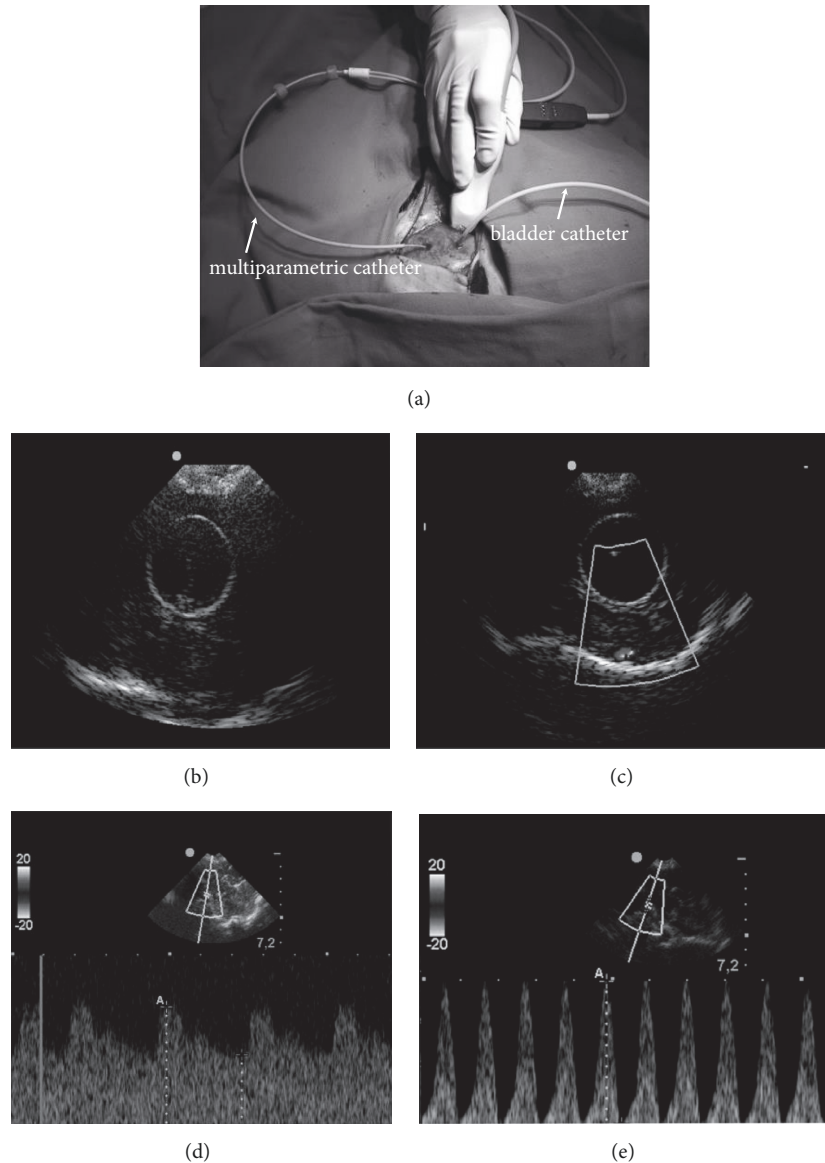 multiparametric catheter
bladder catheter
(a)
(b)
(c)
20
-20
7,2
A
(d)
20
-20
7,2
A
(e)